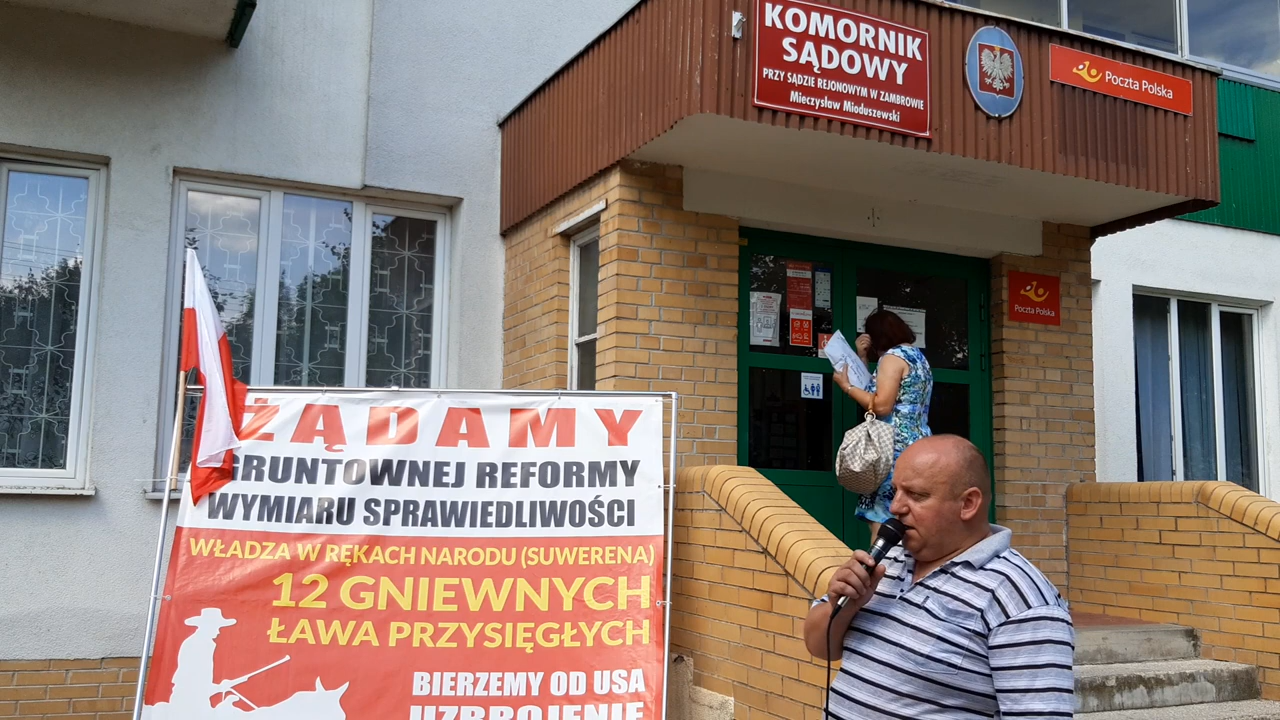 KOMORNIK
SĄDOWY
PRZY SĄDZIE REJONOWYM W ZAMBROWIE
Mieczysław Mioduszewski
Poczta Polska
Poczta Polska
ŻĄDAMY
GRUNTOWNEJ REFORMY
WYMIARU SPRAWIEDLIWOŚCI
WŁADZA W RĘKACH NARODU (SUWERENA)
12 GNIEWNYCH
ŁAWA PRZYSIĘGŁYCH
BIERZEMY OD USA
UZBROJENIE